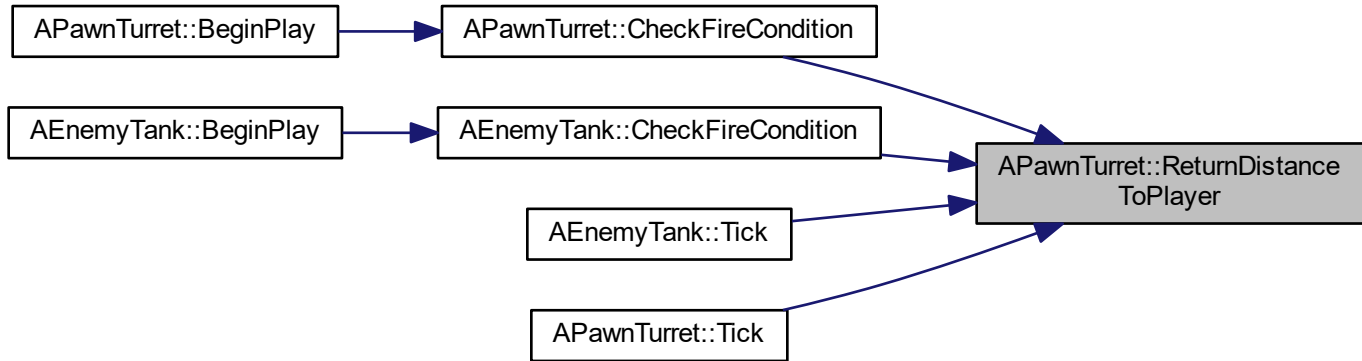 APawnTurret::BeginPlay
APawnTurret::CheckFireCondition
AEnemyTank::BeginPlay
AEnemyTank::CheckFireCondition
APawnTurret::ReturnDistance
ToPlayer
AEnemyTank::Tick
APawnTurret::Tick